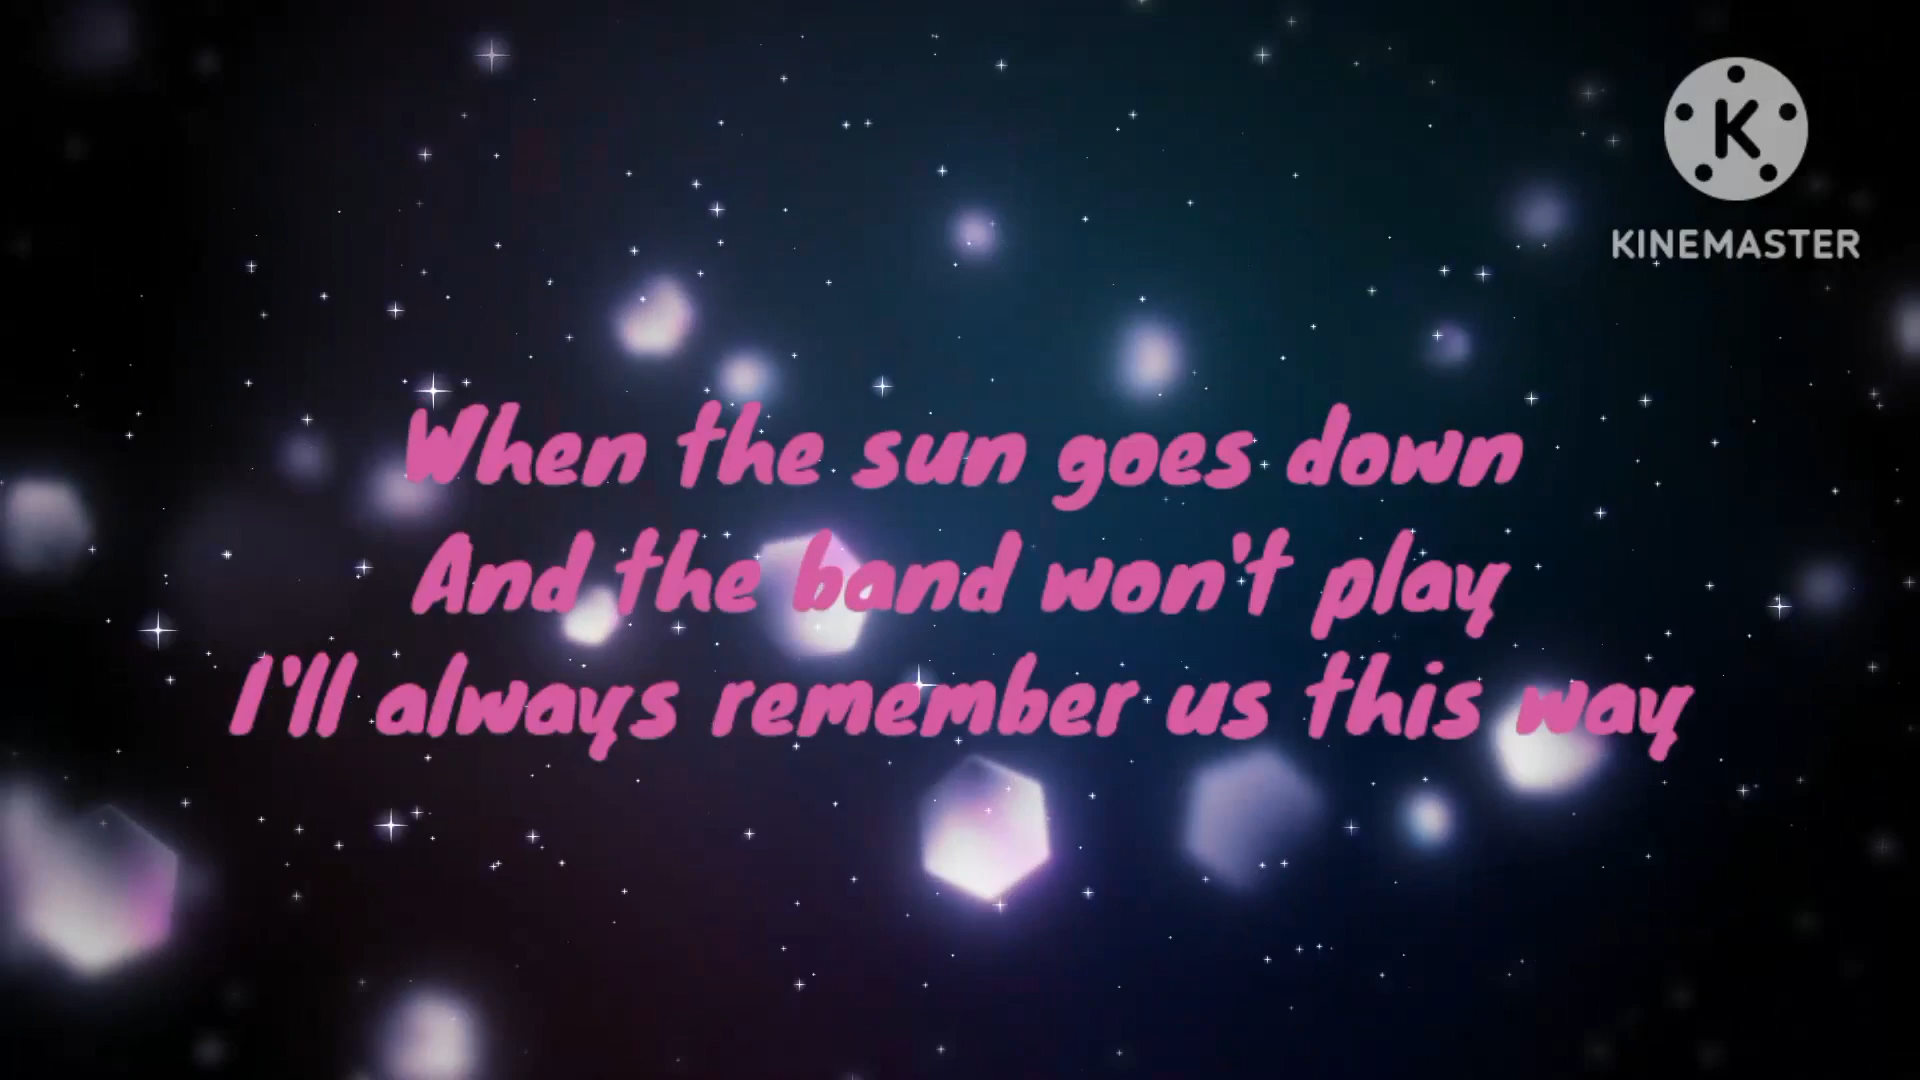 KINEMASTER
When the sun goes down
And the band won't play
I'll always remember us this way